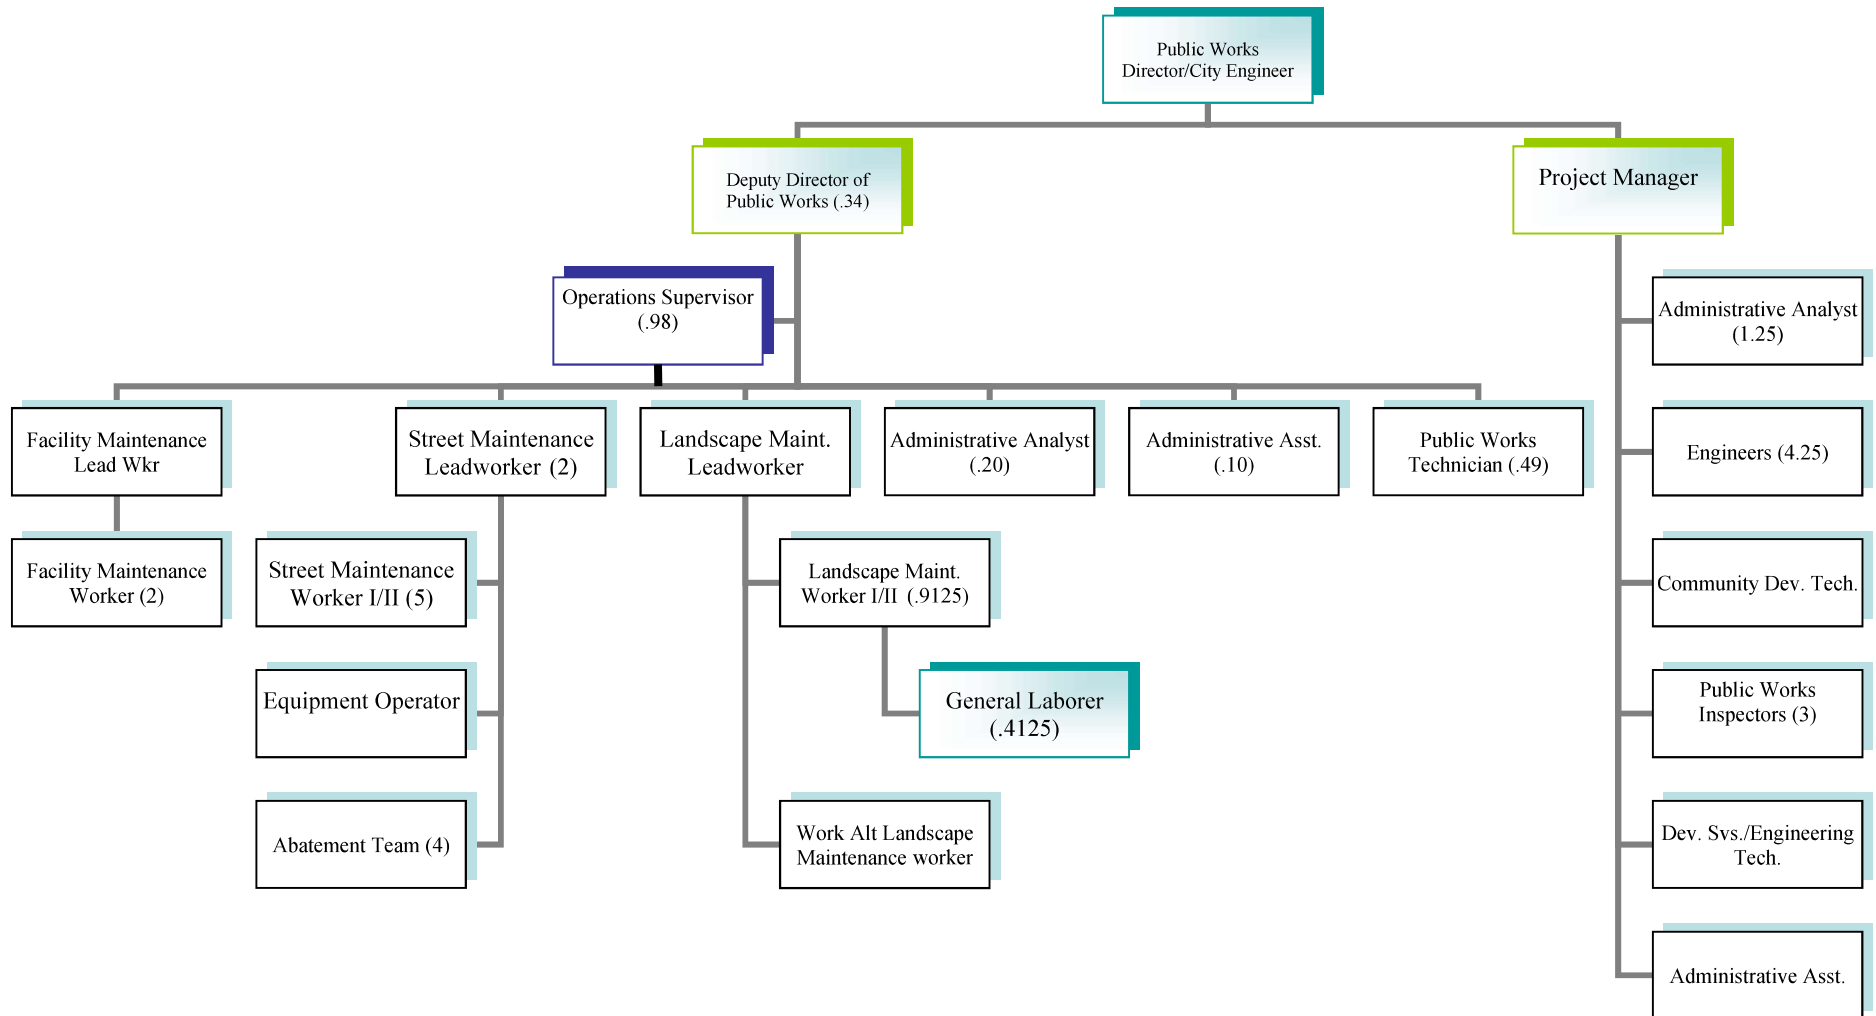 Public Works
Director/City Engineer
Deputy Director of
Public Works (.34)
Project Manager
Operations Supervisor
(.98)
Administrative Analyst
(1.25)
Facility Maintenance
Lead Wkr
Street Maintenance
Leadworker (2)
Landscape Maint.
Leadworker
Administrative Analyst
(.20)
Administrative Asst.
(.10)
Public Works
Technician (.49)
Engineers (4.25)
Facility Maintenance
Worker (2)
Street Maintenance
Worker I/II (5)
Landscape Maint.
Worker I/II (.9125)
Community Dev. Tech.
Equipment Operator
General Laborer
(.4125)
Public Works
Inspectors (3)
Abatement Team (4)
Work Alt Landscape
Maintenance worker
Dev. Svs./Engineering
Tech.
Administrative Asst.